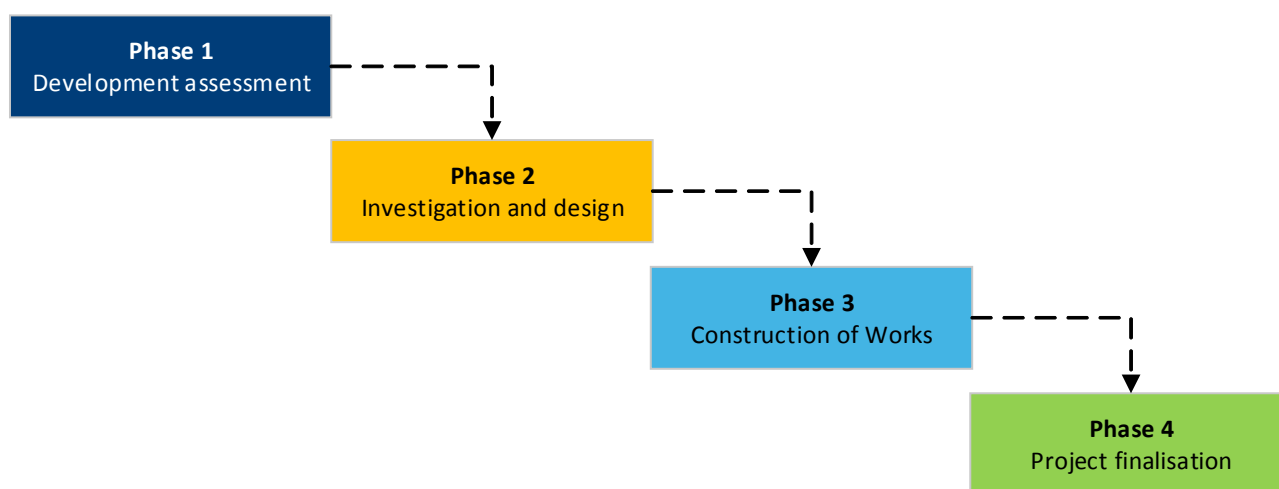 Phase 1
Development assessment
Phase 2
Investigation and design
Phase 3
Construction of Works
Phase 4
Project finalisation